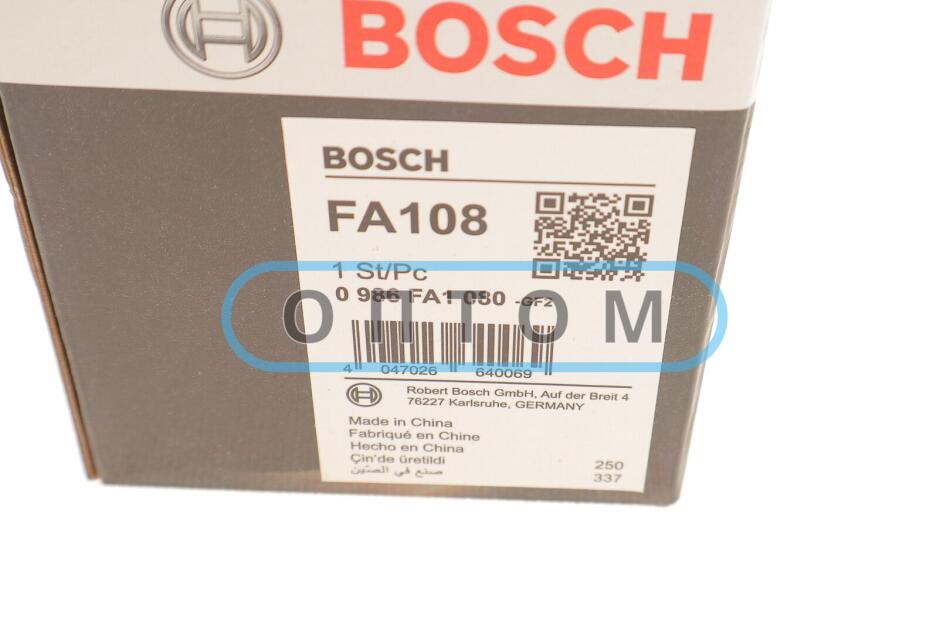 BOSCH
BOSCH
FA108
1 St/Pc
0 986 FA1 080 -GF2
ОПТОМ
4 047026 640069
Robert Bosch GmbH, Auf der Breit 4
76227 Karlsruhe, GERMANY
Made in China
Fabriqué en Chine
Hecho en China
Çin'de üretildi
صنع في الصّين
250
337